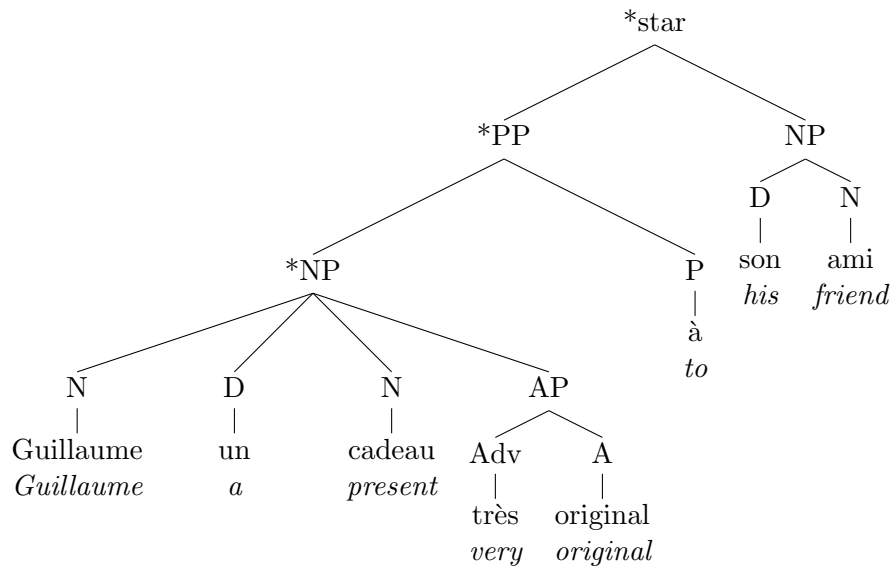 *star
*PP NP
D N
*NP P son ami
his friend
à
to
N D N AP
Guillaume un cadeau Adv A
Guillaume a present
très original
very original